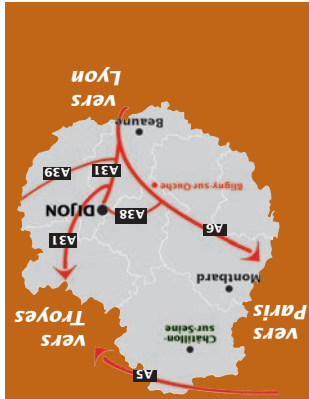 A5
Châtillon-
sur-Seine
vers
Troyes
vers
Paris
Montbard
A31
A6
A38
DIJON
Bligny-sur-Ouche
A39
A31
Beaune
vers
Lyon